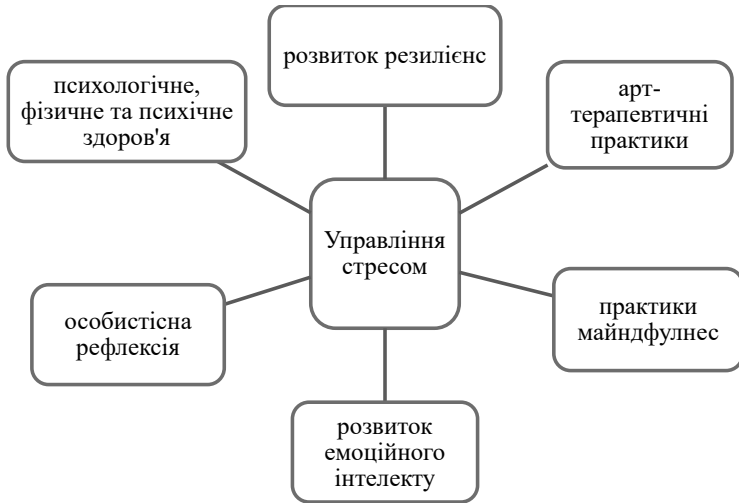 розвиток резилієнс
психологічне,
фізичне та психічне
здоров'я
арт-
терапевтичні
практики
Управління
стресом
особистісна
рефлексія
практики
майндфулнес
розвиток
емоційного
інтелекту